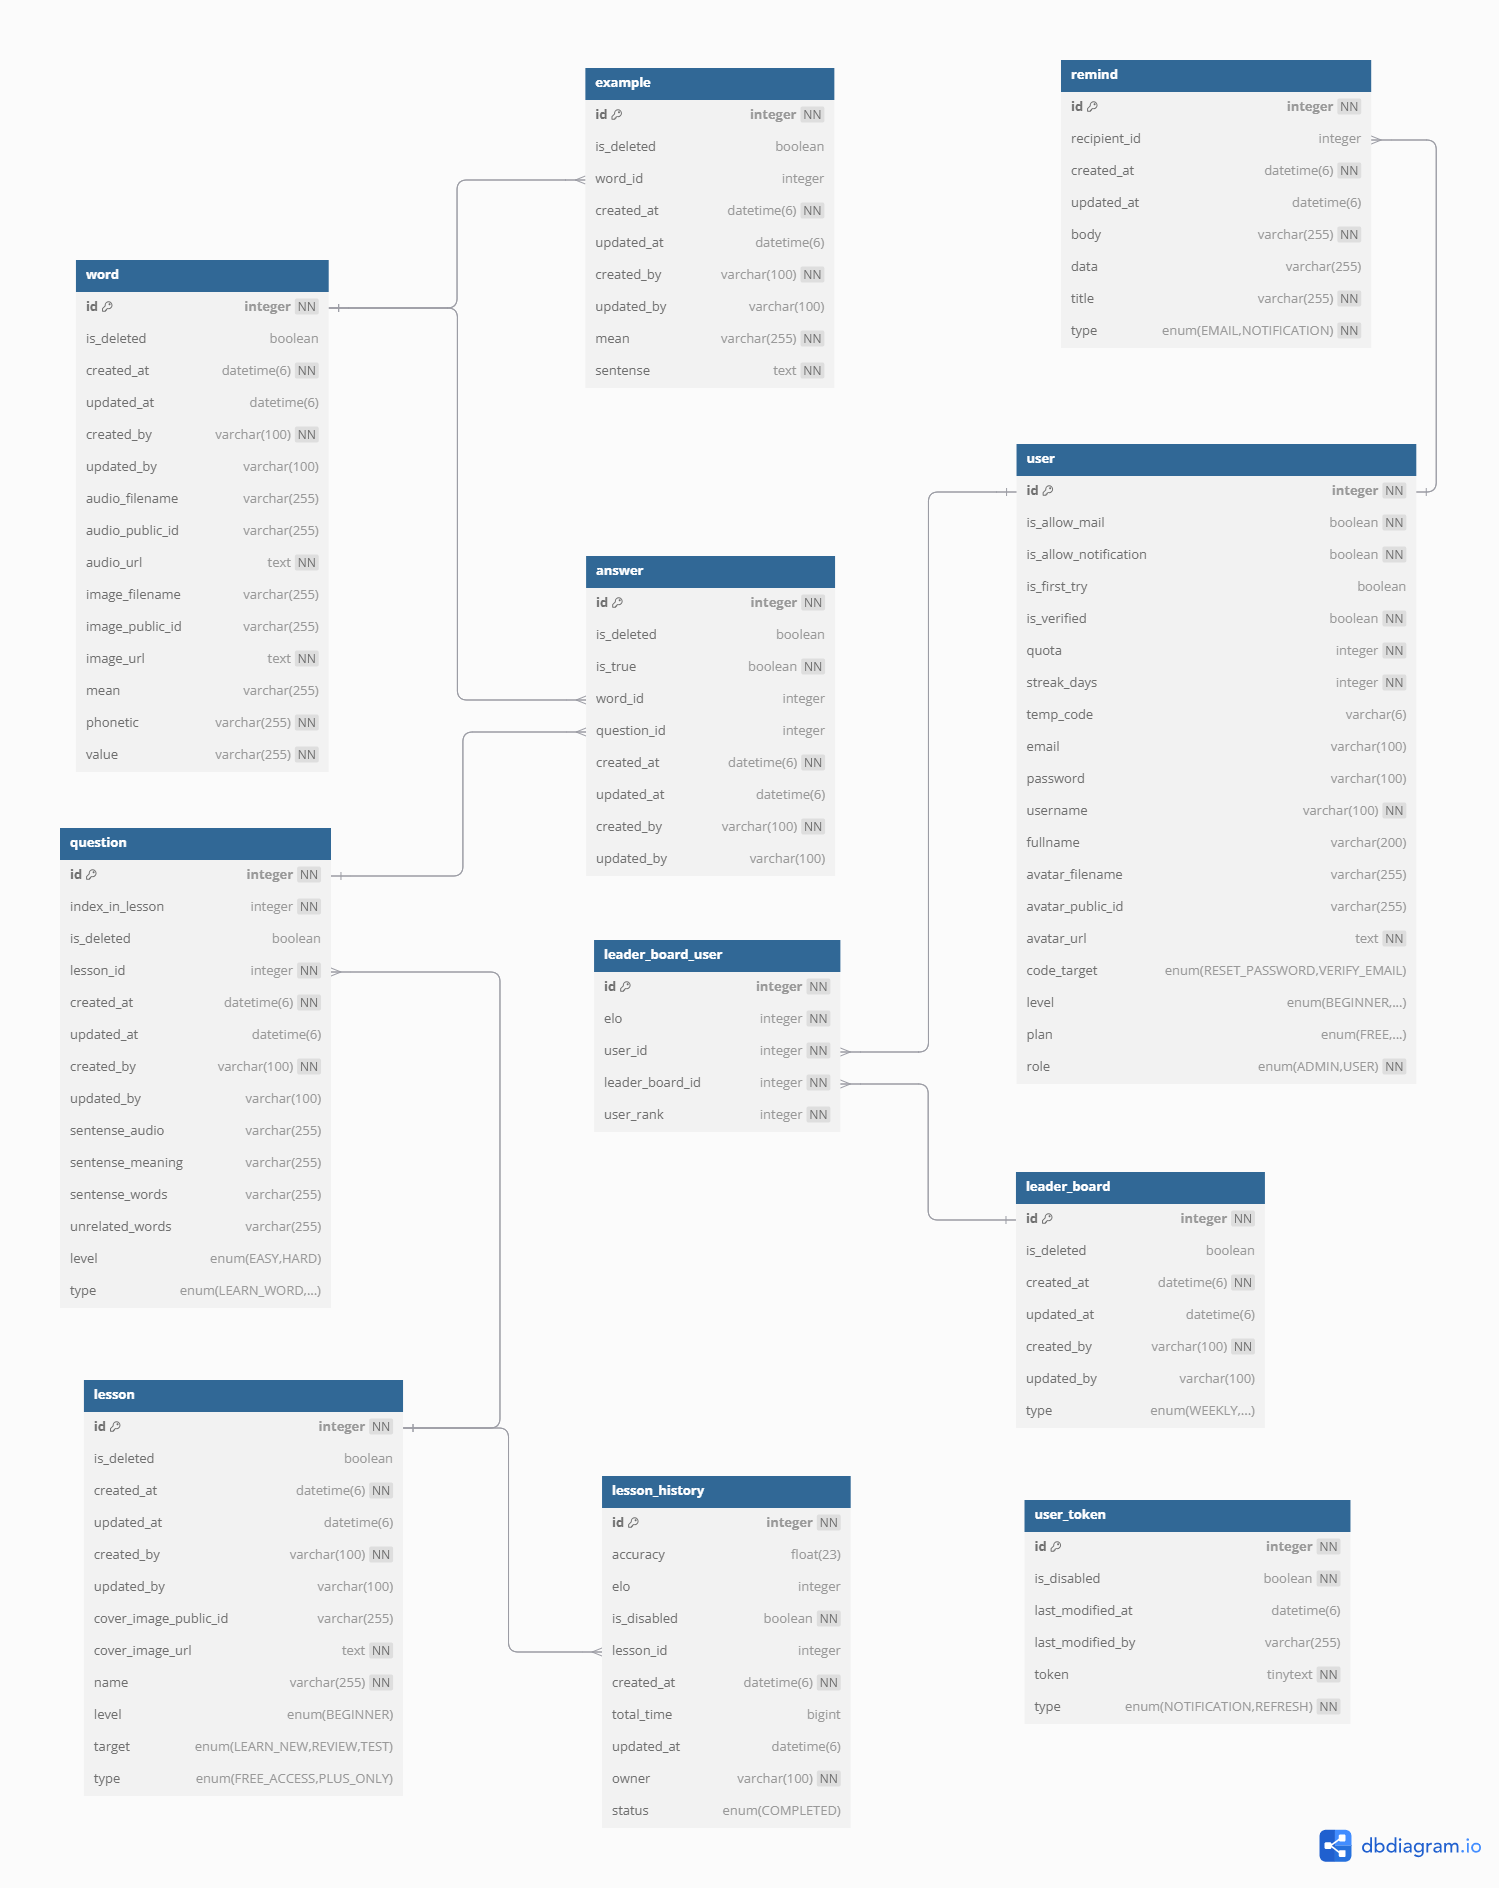 example
id integer NN
is_deleted boolean
word_id integer
created_at datetime(6) NN
updated_at datetime(6)
created_by varchar(100) NN
updated_by varchar(100)
mean varchar(255) NN
sentense text NN
remind
id integer NN
recipient_id integer
created_at datetime(6) NN
updated_at datetime(6)
body varchar(255) NN
data varchar(255)
title varchar(255) NN
type enum(EMAIL,NOTIFICATION) NN
word
id integer NN
is_deleted boolean
created_at datetime(6) NN
updated_at datetime(6)
created_by varchar(100) NN
updated_by varchar(100)
audio_filename varchar(255)
audio_public_id varchar(255)
audio_url text NN
image_filename varchar(255)
image_public_id varchar(255)
image_url text NN
mean varchar(255)
phonetic varchar(255) NN
value varchar(255) NN
answer
id integer NN
is_deleted boolean
is_true boolean NN
word_id integer
question_id integer
created_at datetime(6) NN
updated_at datetime(6)
created_by varchar(100) NN
updated_by varchar(100)
user
id integer NN
is_allow_mail boolean NN
is_allow_notification boolean NN
is_first_try boolean
is_verified boolean NN
quota integer NN
streak_days integer NN
temp_code varchar(6)
email varchar(100)
password varchar(100)
username varchar(100) NN
fullname varchar(200)
avatar_filename varchar(255)
avatar_public_id varchar(255)
avatar_url text NN
code_target enum(RESET_PASSWORD,VERIFY_EMAIL)
level enum(BEGINNER,...)
plan enum(FREE,...)
role enum(ADMIN,USER) NN
question
id integer NN
index_in_lesson integer NN
is_deleted boolean
lesson_id integer NN
created_at datetime(6) NN
updated_at datetime(6)
created_by varchar(100) NN
updated_by varchar(100)
sentense_audio varchar(255)
sentense_meaning varchar(255)
sentense_words varchar(255)
unrelated_words varchar(255)
level enum(EASY,HARD)
type enum(LEARN_WORD,...)
leader_board_user
id integer NN
elo integer NN
user_id integer NN
leader_board_id integer NN
user_rank integer NN
leader_board
id integer NN
is_deleted boolean
created_at datetime(6) NN
updated_at datetime(6)
created_by varchar(100) NN
updated_by varchar(100)
type enum(WEEKLY,...)
lesson
id integer NN
is_deleted boolean
created_at datetime(6) NN
updated_at datetime(6)
created_by varchar(100) NN
updated_by varchar(100)
cover_image_public_id varchar(255)
cover_image_url text NN
name varchar(255) NN
level enum(BEGINNER)
target enum(LEARN_NEW,REVIEW,TEST)
type enum(FREE_ACCESS,PLUS_ONLY)
lesson_history
id integer NN
accuracy float(23)
elo integer
is_disabled boolean NN
lesson_id integer
created_at datetime(6) NN
total_time bigint
updated_at datetime(6)
owner varchar(100) NN
status enum(COMPLETED)
user_token
id integer NN
is_disabled boolean NN
last_modified_at datetime(6)
last_modified_by varchar(255)
token tinytext NN
type enum(NOTIFICATION,REFRESH) NN
dbdiagram.io